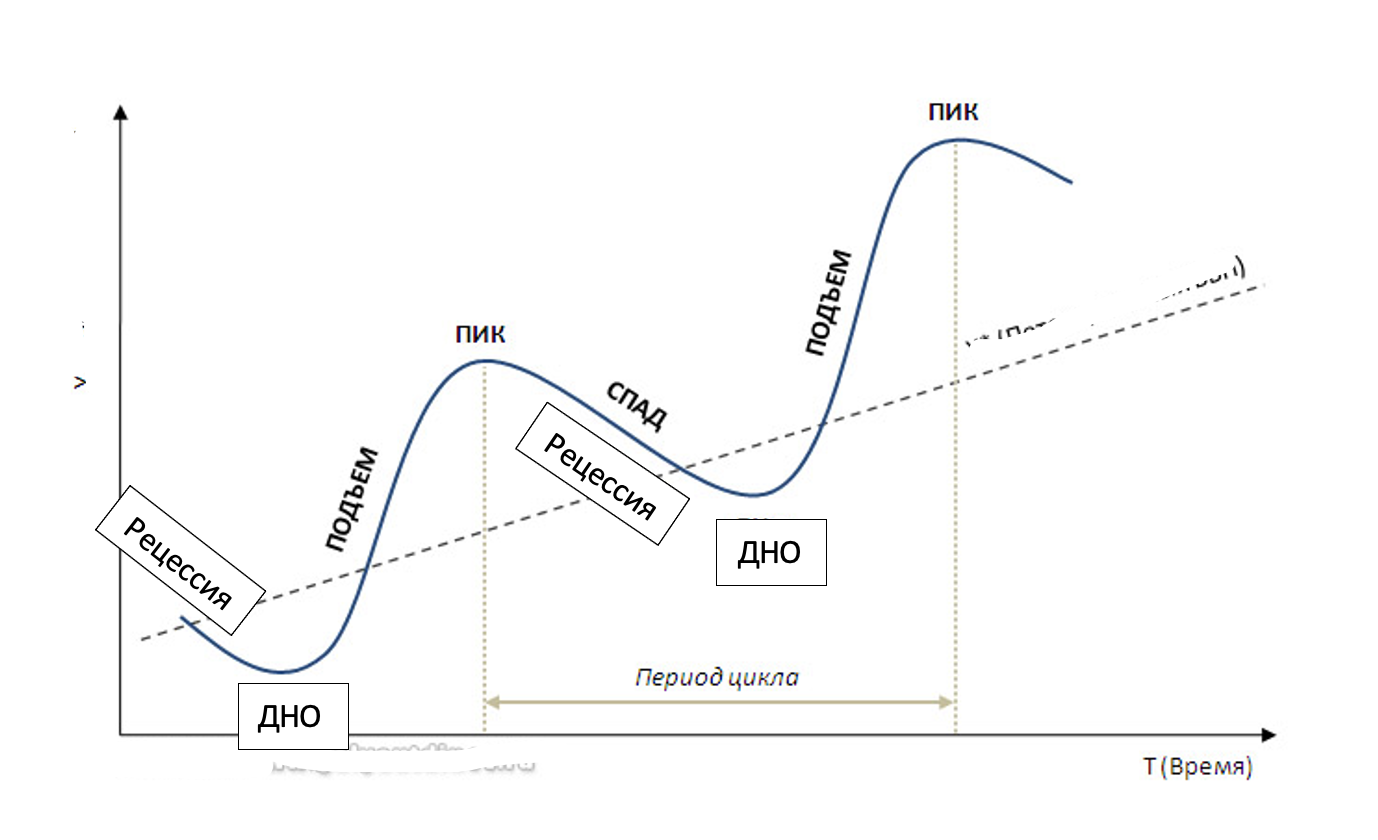 ПИК
ПОДЪЕМ
ПИК
СПАД
ПОДЪЕМ
Рецессия
Рецессия
ДНО
Период цикла
ДНО
T (Время)